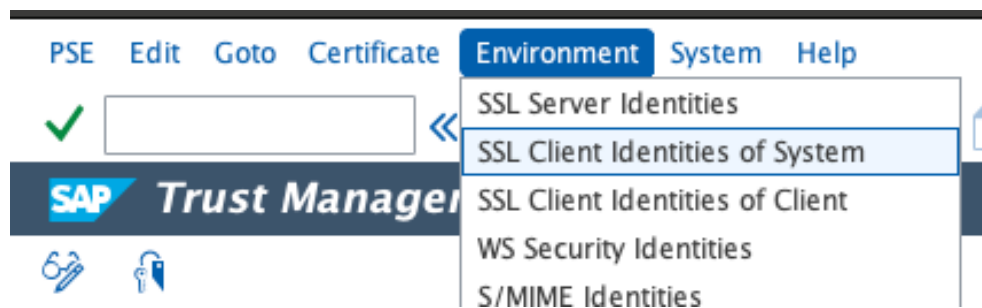 PSE Edit Goto Certificate Environment System Help
SSL Server Identities
SSL Client Identities of System
SAP Trust Manager
SSL Client Identities of Client
WS Security Identities
S/MIME Identities